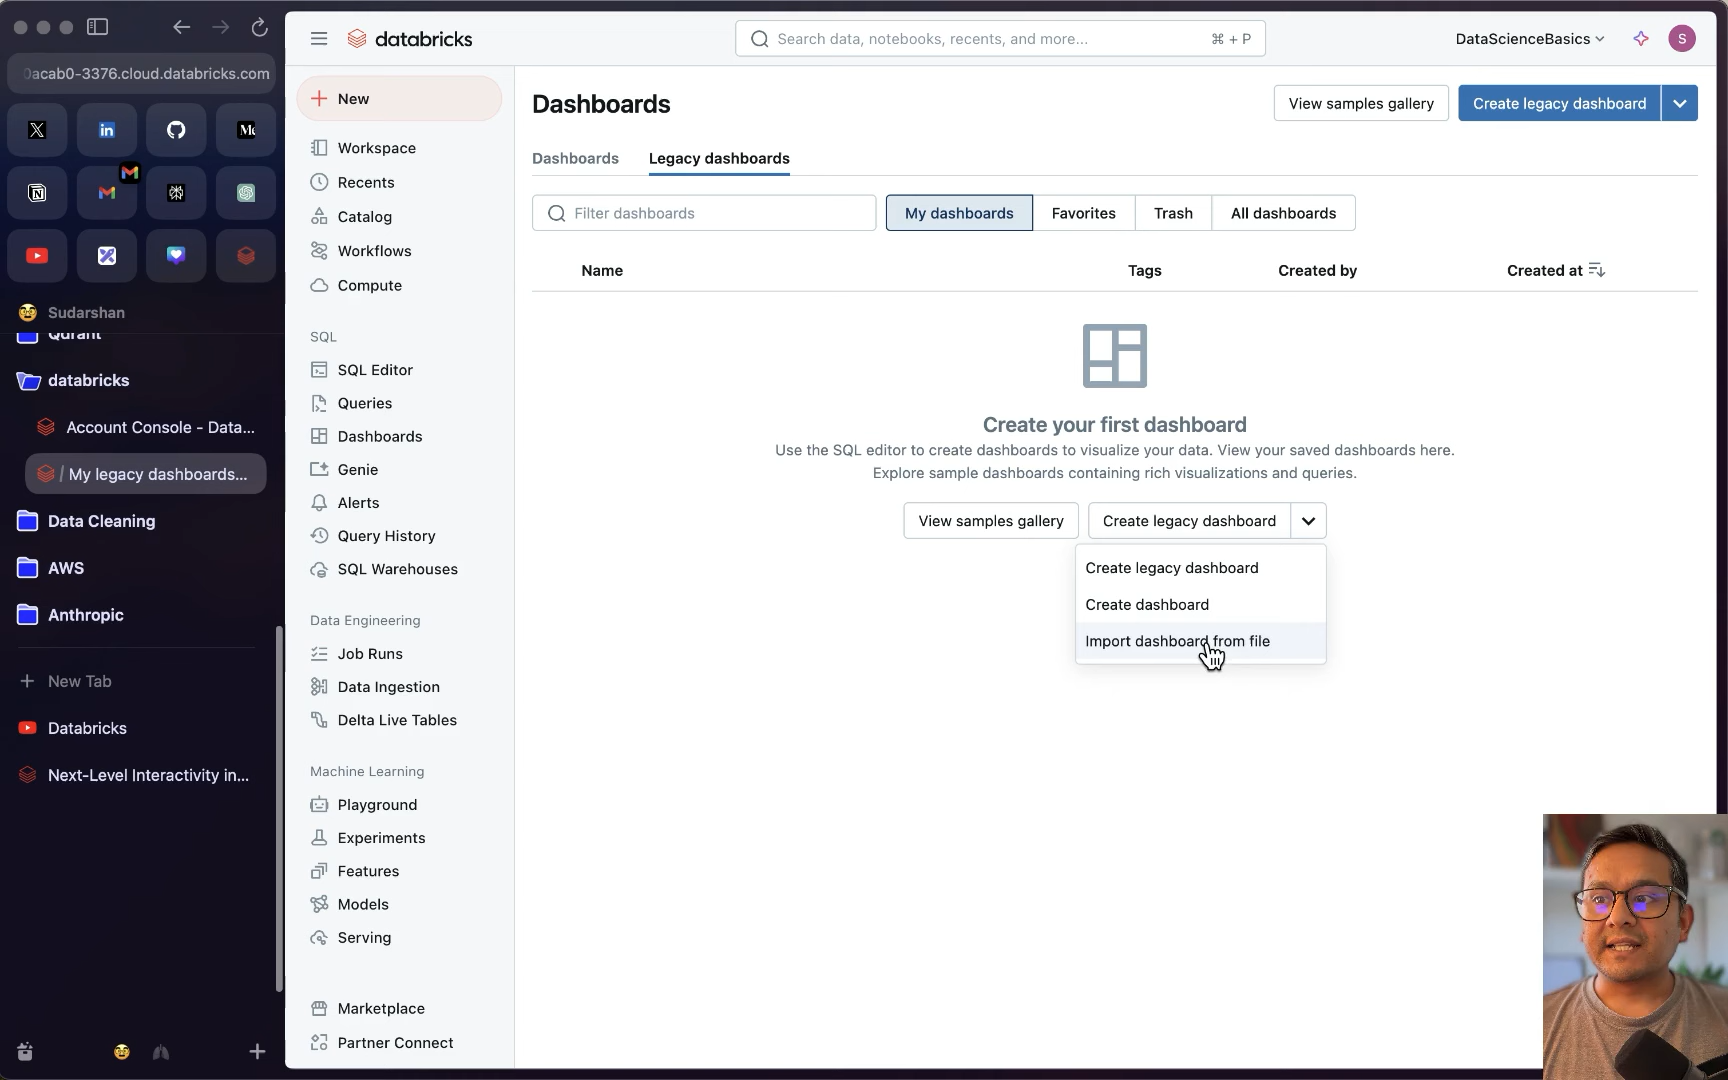 databricks
Search data, notebooks, recents, and more...
⌘ + P
DataScienceBasics
S
0acab0-3376.cloud.databricks.com
Sudarshan
Qdrant
databricks
Account Console - Data...
/ My legacy dashboards...
Data Cleaning
AWS
Anthropic
New Tab
Databricks
Next-Level Interactivity in...
New
Workspace
Recents
Catalog
Workflows
Compute
SQL
SQL Editor
Queries
Dashboards
Genie
Alerts
Query History
SQL Warehouses
Data Engineering
Job Runs
Data Ingestion
Delta Live Tables
Machine Learning
Playground
Experiments
Features
Models
Serving
Marketplace
Partner Connect
Dashboards
View samples gallery
Create legacy dashboard
Dashboards
Legacy dashboards
Filter dashboards
My dashboards
Favorites
Trash
All dashboards
Name
Tags
Created by
Created at
Create your first dashboard
Use the SQL editor to create dashboards to visualize your data. View your saved dashboards here.
Explore sample dashboards containing rich visualizations and queries.
View samples gallery
Create legacy dashboard
Create legacy dashboard
Create dashboard
Import dashboard from file